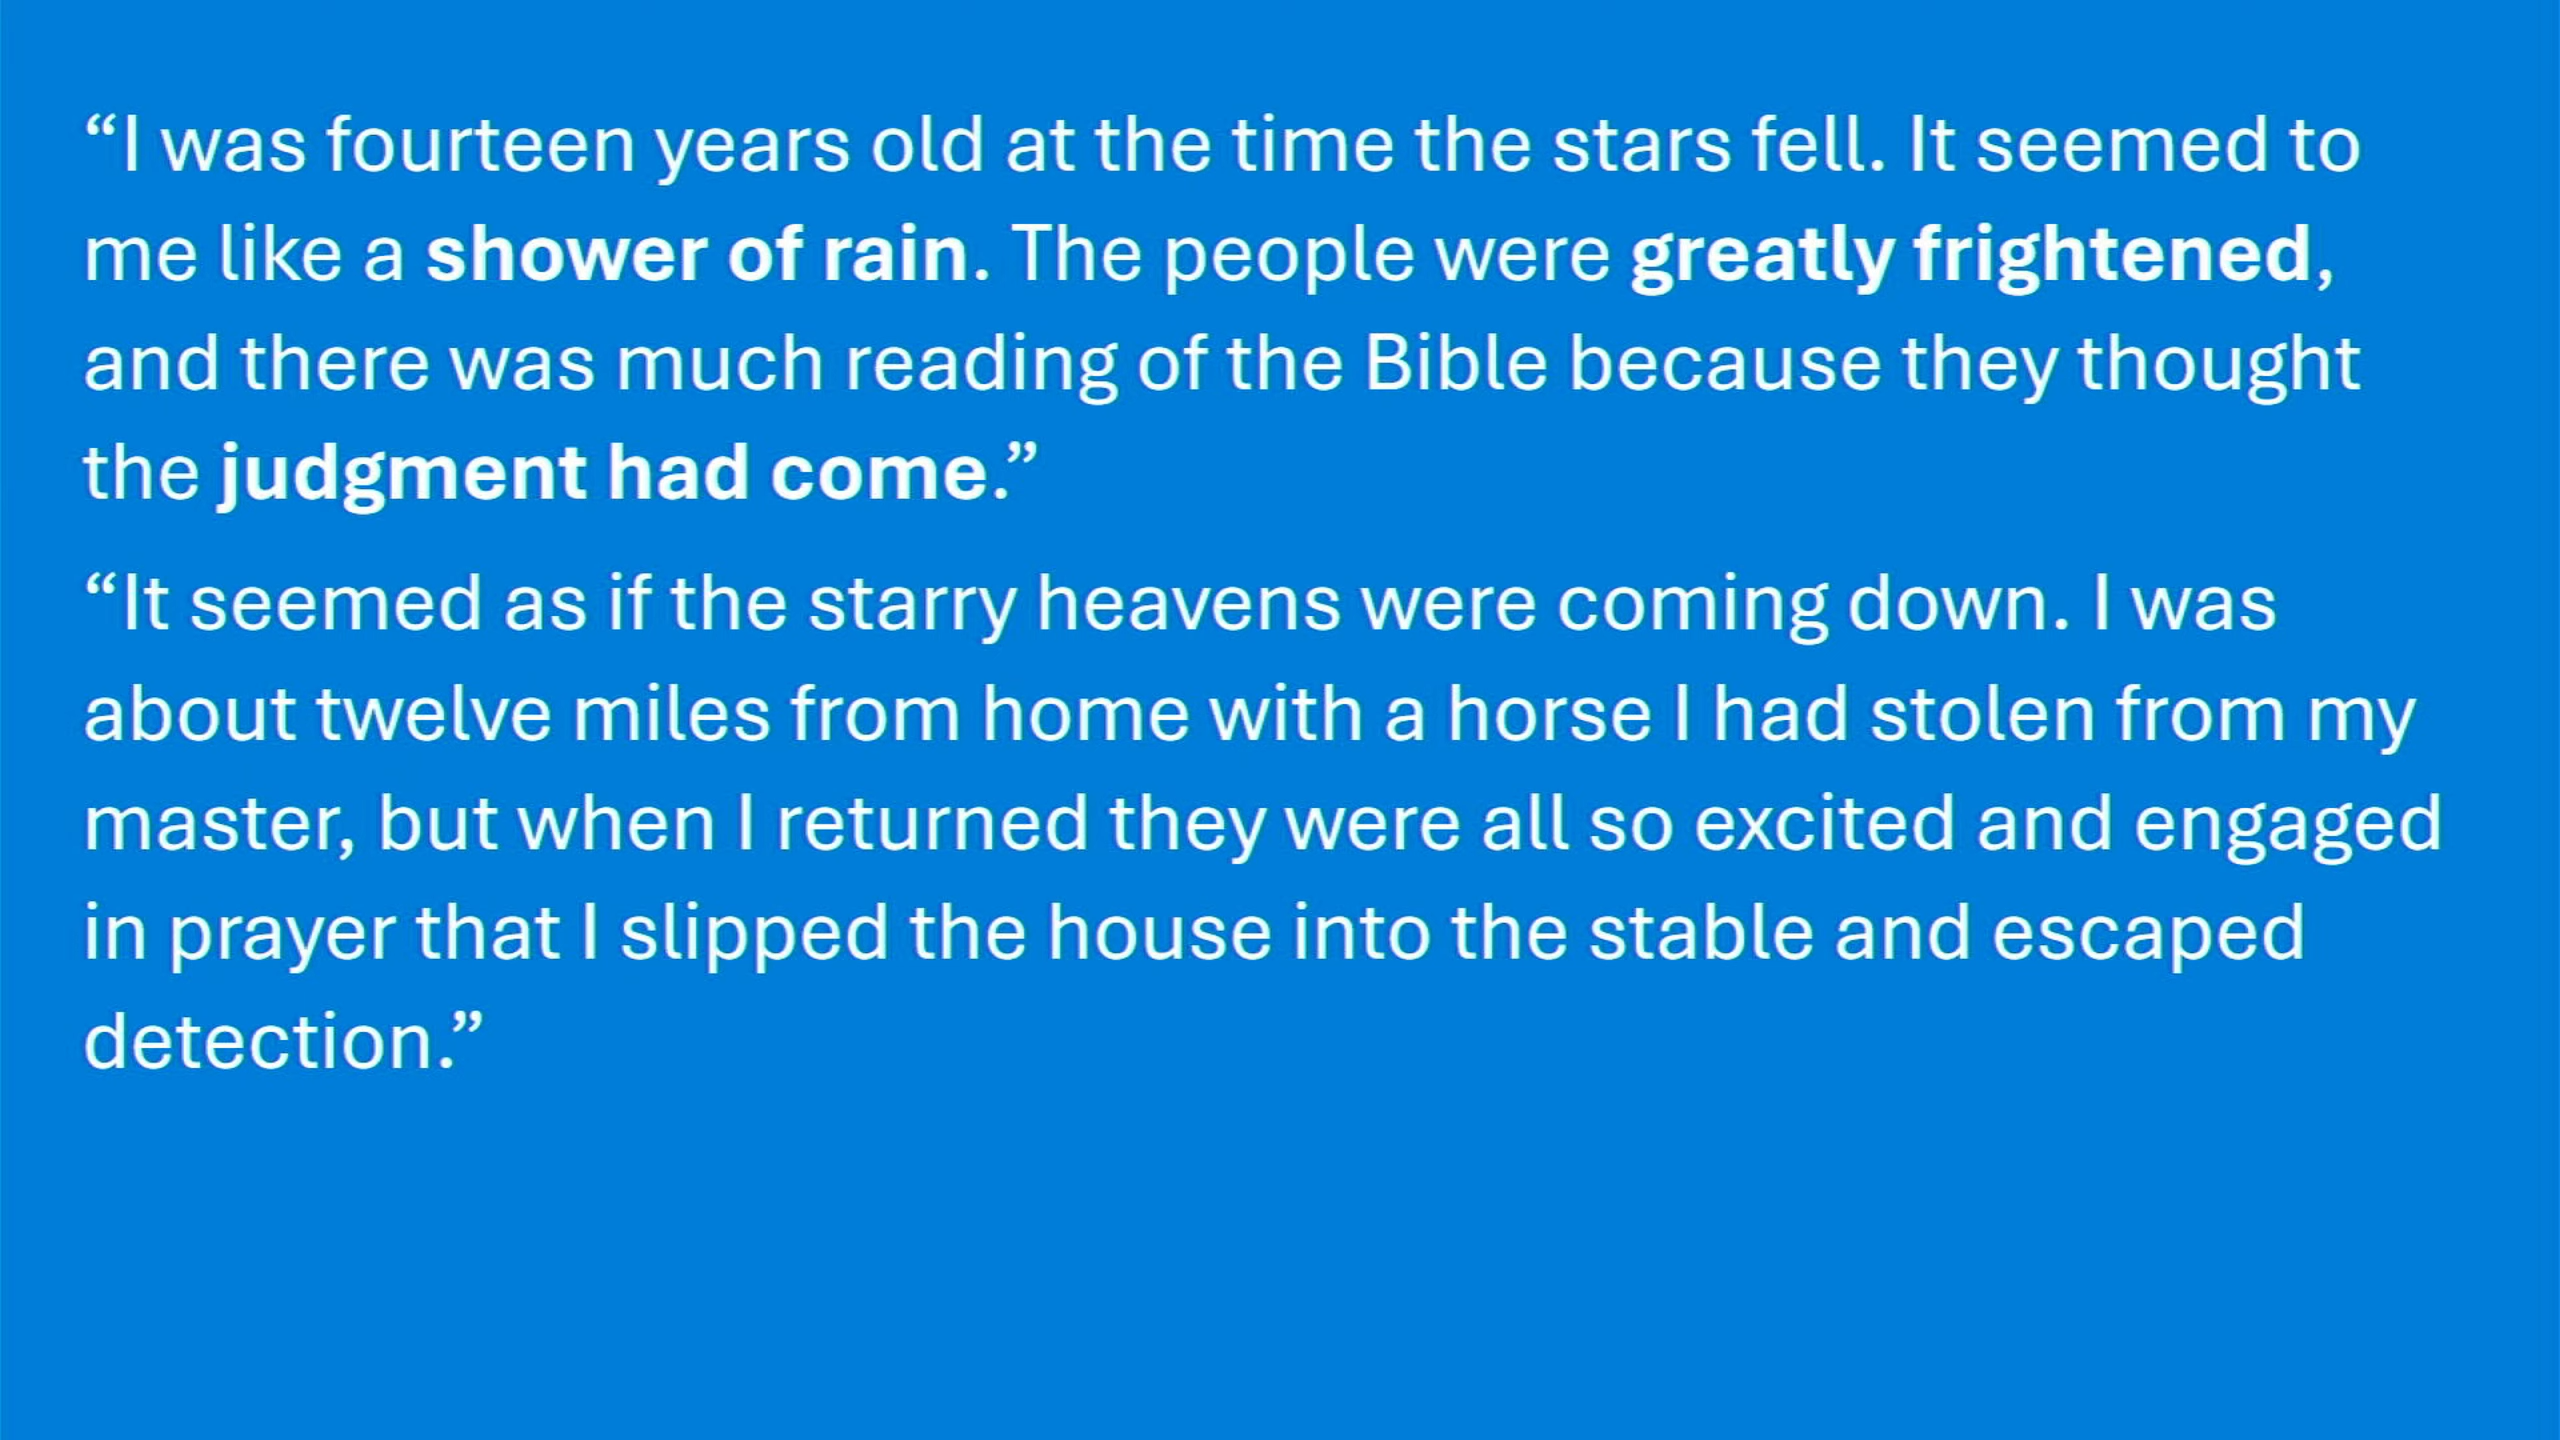 “I was fourteen years old at the time the stars fell. It seemed to
me like a shower of rain. The people were greatly frightened,
and there was much reading of the Bible because they thought
the judgment had come.”
“It seemed as if the starry heavens were coming down. I was
about twelve miles from home with a horse I had stolen from my
master, but when I returned they were all so excited and engaged
in prayer that I slipped the house into the stable and escaped
detection.”